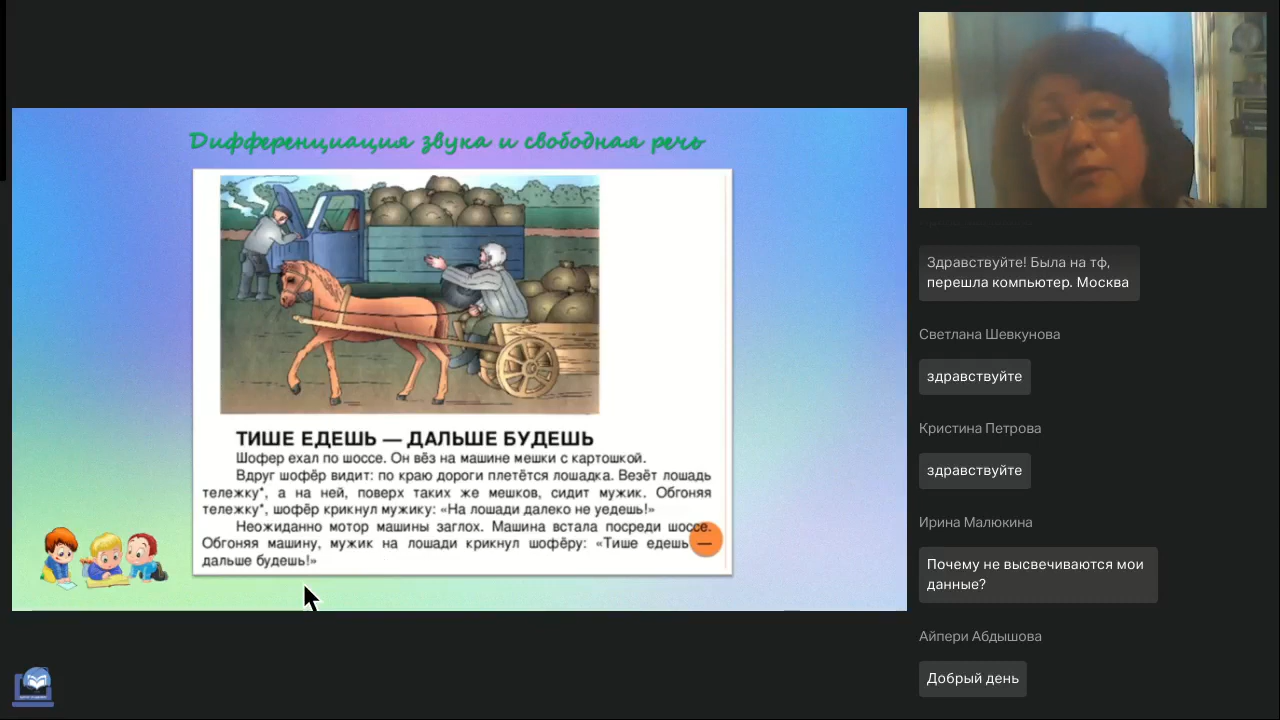 Дифференциация звука и свободная речь
ТИШЕ ЕДЕШЬ — ДАЛЬШЕ БУДЕШЬ
Шофер ехал по шоссе. Он вёз на машине мешки с картошкой.
Вдруг шофёр видит: по краю дороги плетётся лошадка. Везёт лошадь
тележку*, а на ней, поверх таких же мешков, сидит мужик. Обгоняя
тележку*, шофёр крикнул мужику: «На лошади далеко не уедешь!»
Неожиданно мотор машины заглох. Машина встала посреди шоссе.
Обгоняя машину, мужик на лошади крикнул шофёру: «Тише едешь —
дальше будешь!»
Здравствуйте! Была на тф,
перешла компьютер. Москва
Светлана Шевкунова
здравствуйте
Кристина Петрова
здравствуйте
Ирина Малюкина
Почему не высвечиваются мои
данные?
Айпери Абдышова
Добрый день